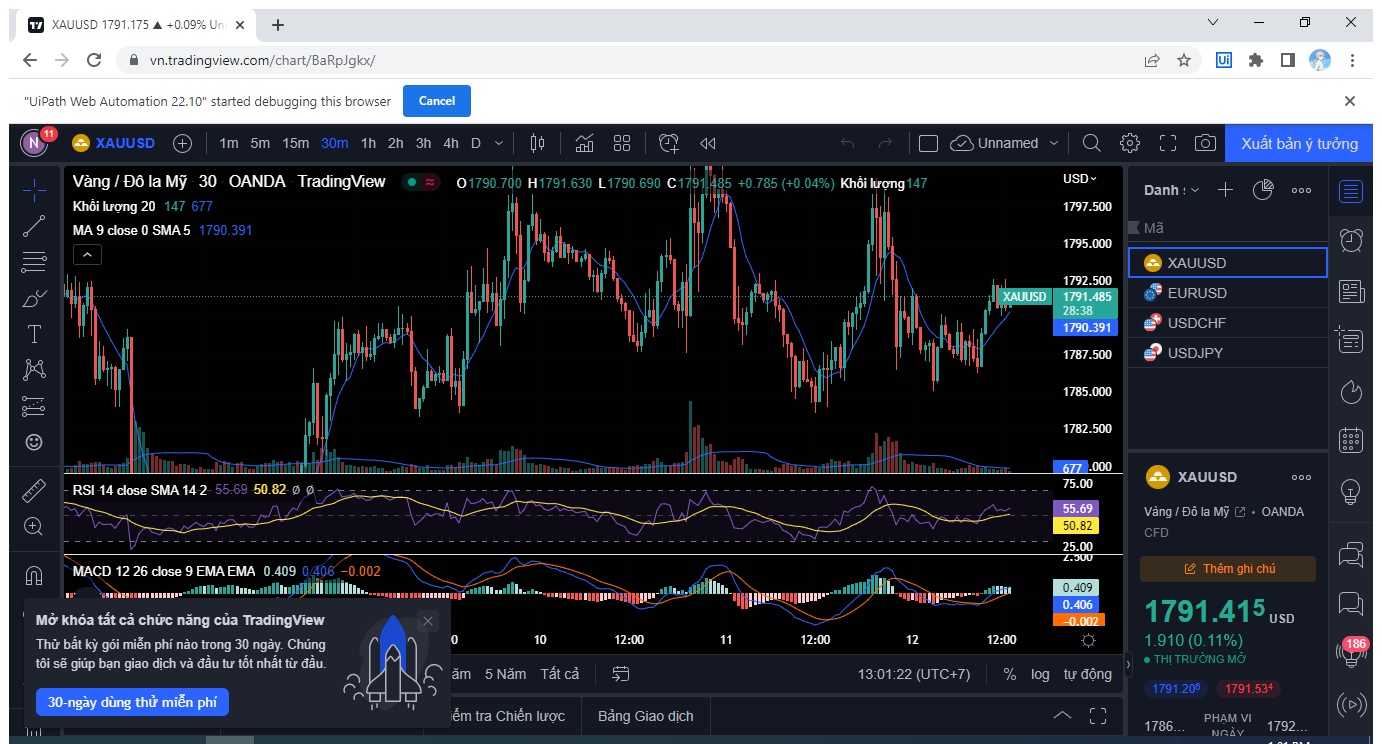 XAUUSD 1791.175 ▲ +0.09% Un
vn.tradingview.com/chart/BaRpJgkx/
Ui
"UiPath Web Automation 22.10" started debugging this browser
Cancel
N
11
XAUUSD
1m 5m 15m 30m 1h 2h 3h 4h D
Unnamed
Xuất bản ý tưởng
Vàng / Đô la Mỹ 30 OANDA TradingView
O1790.700 H1791.630 L1790.690 C1791.485 +0.785 (+0.04%) Khối lượng147
Khối lượng 20 147 677
MA 9 close 0 SMA 5 1790.391
USD
1797.500
1795.000
1792.500
XAUUSD 1791.485
28:38
1790.391
1787.500
1785.000
1782.500
677 .000
RSI 14 close SMA 14 2 55.69 50.82 ø ø
75.00
55.69
50.82
25.00
2.500
MACD 12 26 close 9 EMA EMA 0.409 0.406 −0.002
0.409
0.406
−0.002
10 12:00 11 12:00 12 12:00
5 Năm Tất cả
13:01:22 (UTC+7) % log tự động
Chiến lược Bảng Giao dịch
Mở khóa tất cả chức năng của TradingView
Thử bất kỳ gói miễn phí nào trong 30 ngày. Chúng
tôi sẽ giúp bạn giao dịch và đầu tư tốt nhất từ đầu.
30-ngày dùng thử miễn phí
Danh
Mã
XAUUSD
EURUSD
USDCHF
USDJPY
XAUUSD
Vàng / Đô la Mỹ • OANDA
CFD
Thêm ghi chú
1791.415 USD
1.910 (0.11%)
THỊ TRƯỜNG MỞ
1791.208 1791.534
1786... PHẠM VI 1792...
NGÀY
186